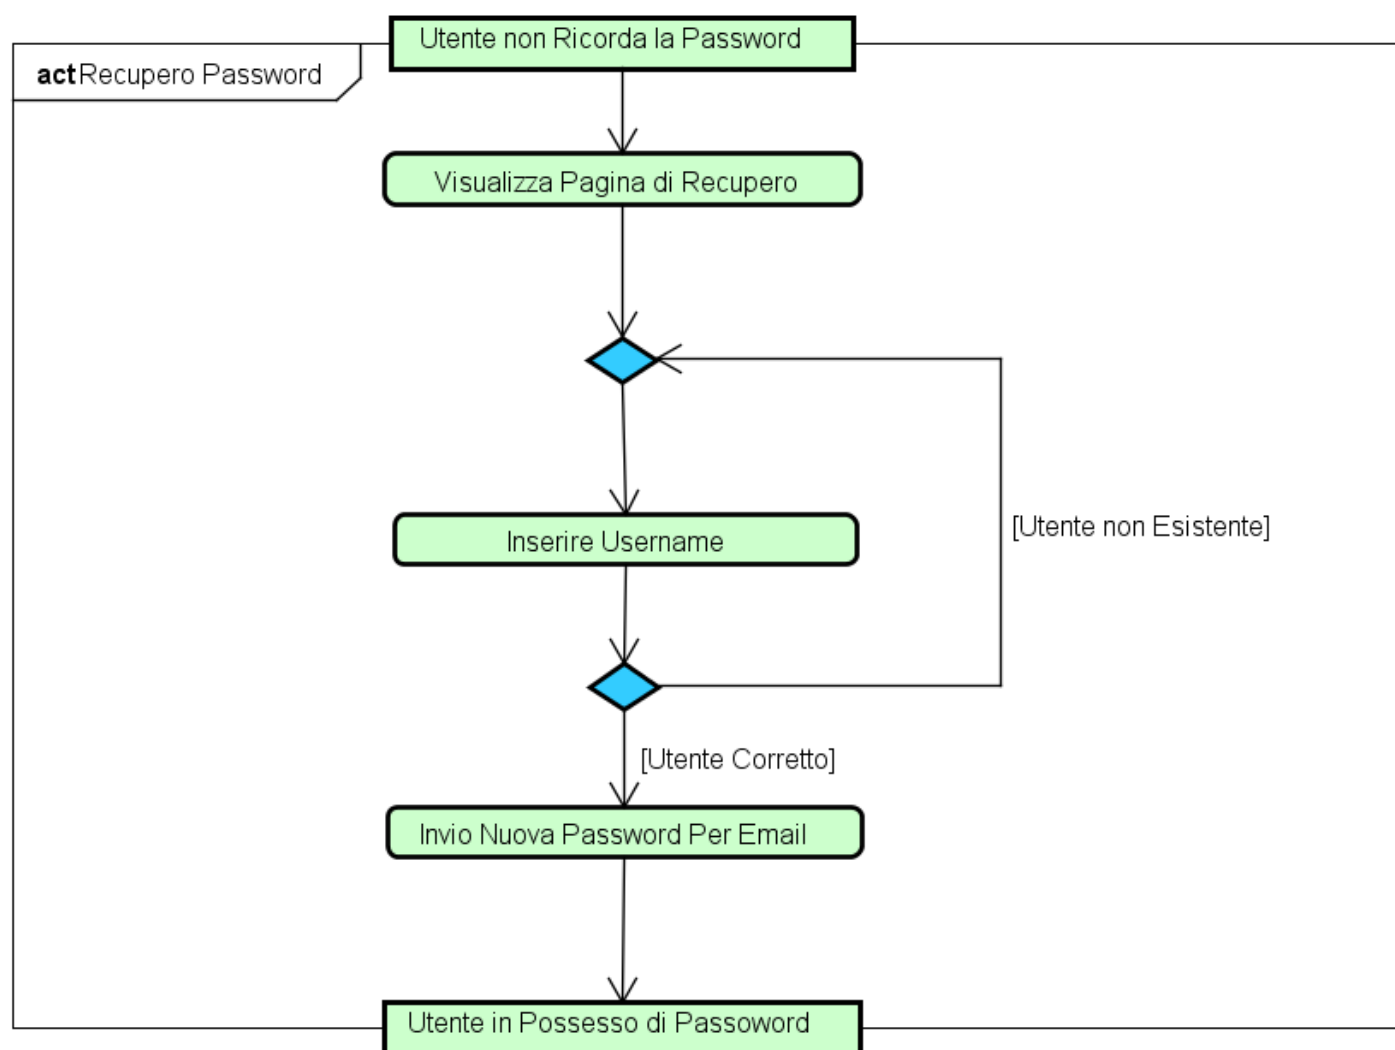 Utente non Ricorda la Password
act Recupero Password
Visualizza Pagina di Recupero
Inserire Username
[Utente non Esistente]
[Utente Corretto]
Invio Nuova Password Per Email
Utente in Possesso di Passoword